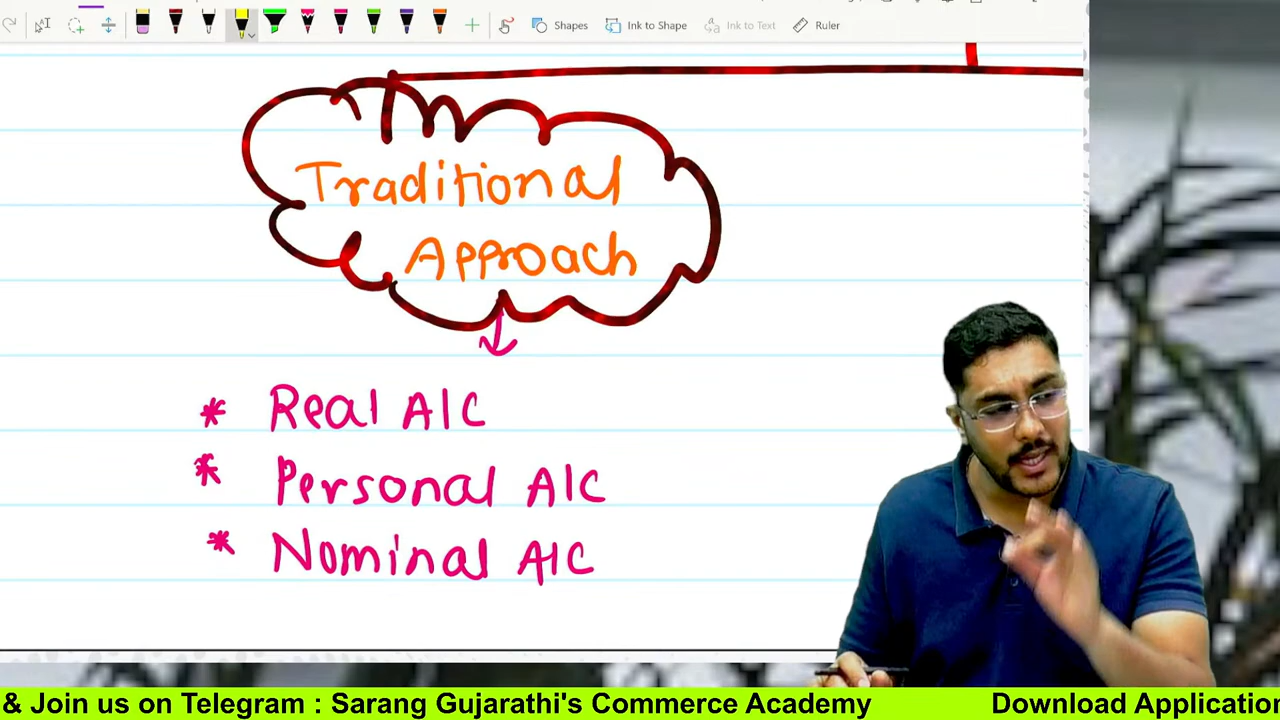 Shapes Ink to Shape Ink to Text Ruler
Traditional
Approach
* Real A/C
* Personal A/C
* Nominal A/C
& Join us on Telegram : Sarang Gujarathi's Commerce Academy Download Application